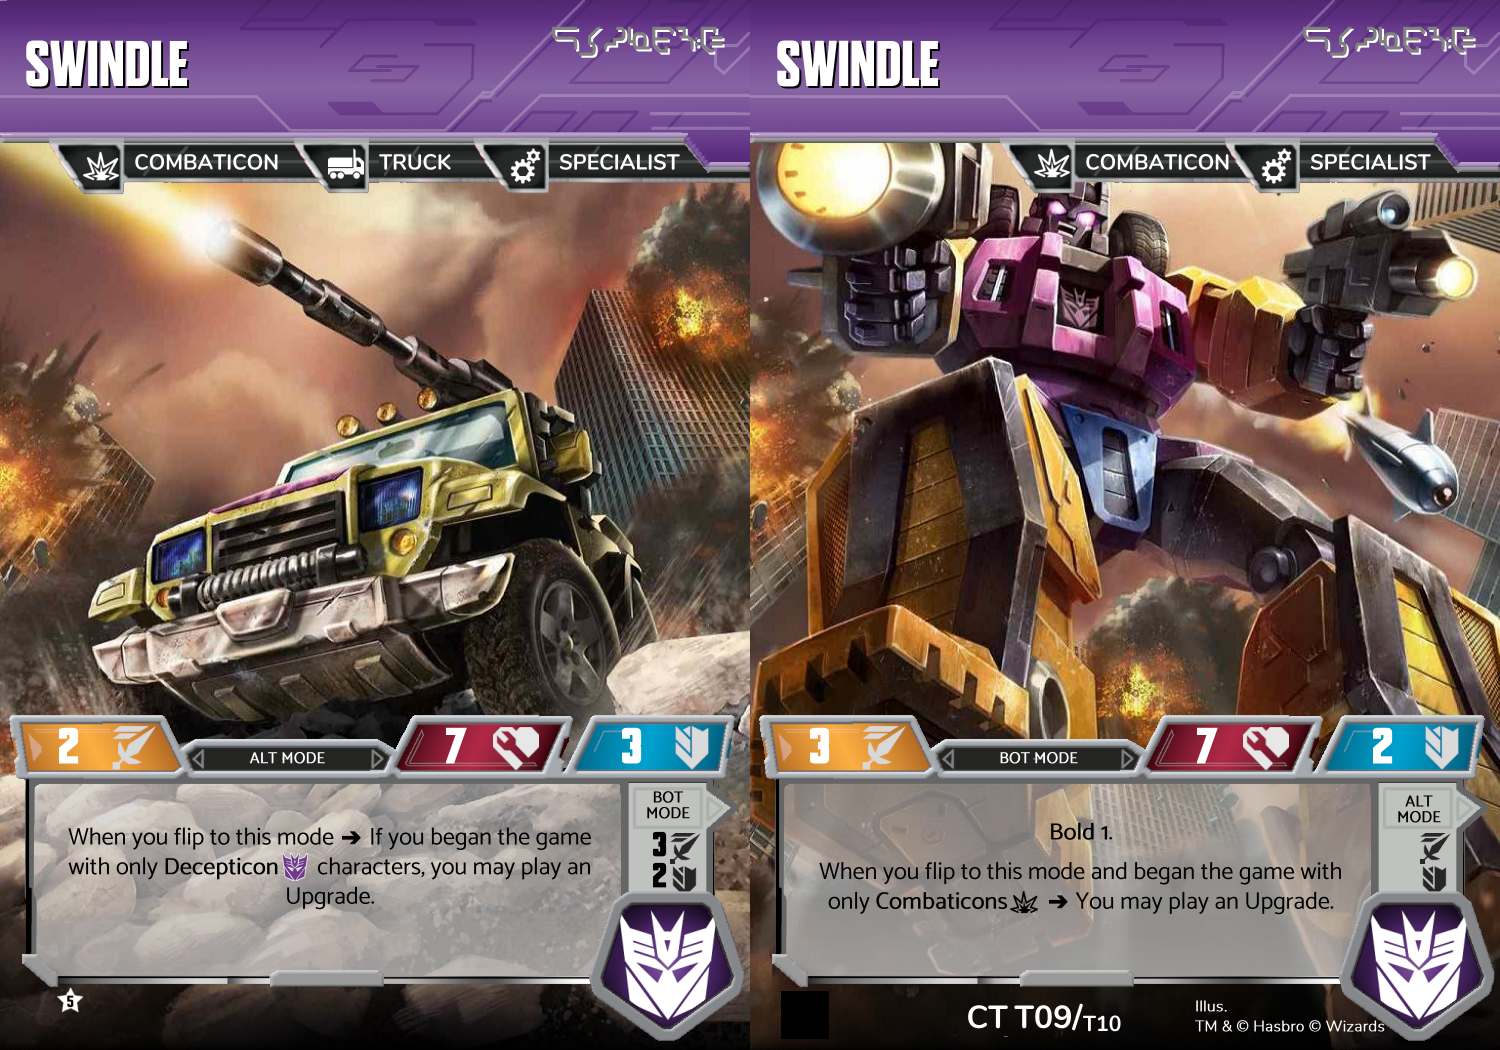 SWINDLE
COMBATICON
TRUCK
SPECIALIST
2
ALT MODE
7
3
When you flip to this mode ➔ If you began the game
with only Decepticon characters, you may play an
Upgrade.
BOT
MODE
3
2
5
SWINDLE
COMBATICON
SPECIALIST
3
BOT MODE
7
2
Bold 1.
When you flip to this mode and began the game with
only Combaticons ➔ You may play an Upgrade.
ALT
MODE
CT T09/T10
Illus.
TM & © Hasbro © Wizards